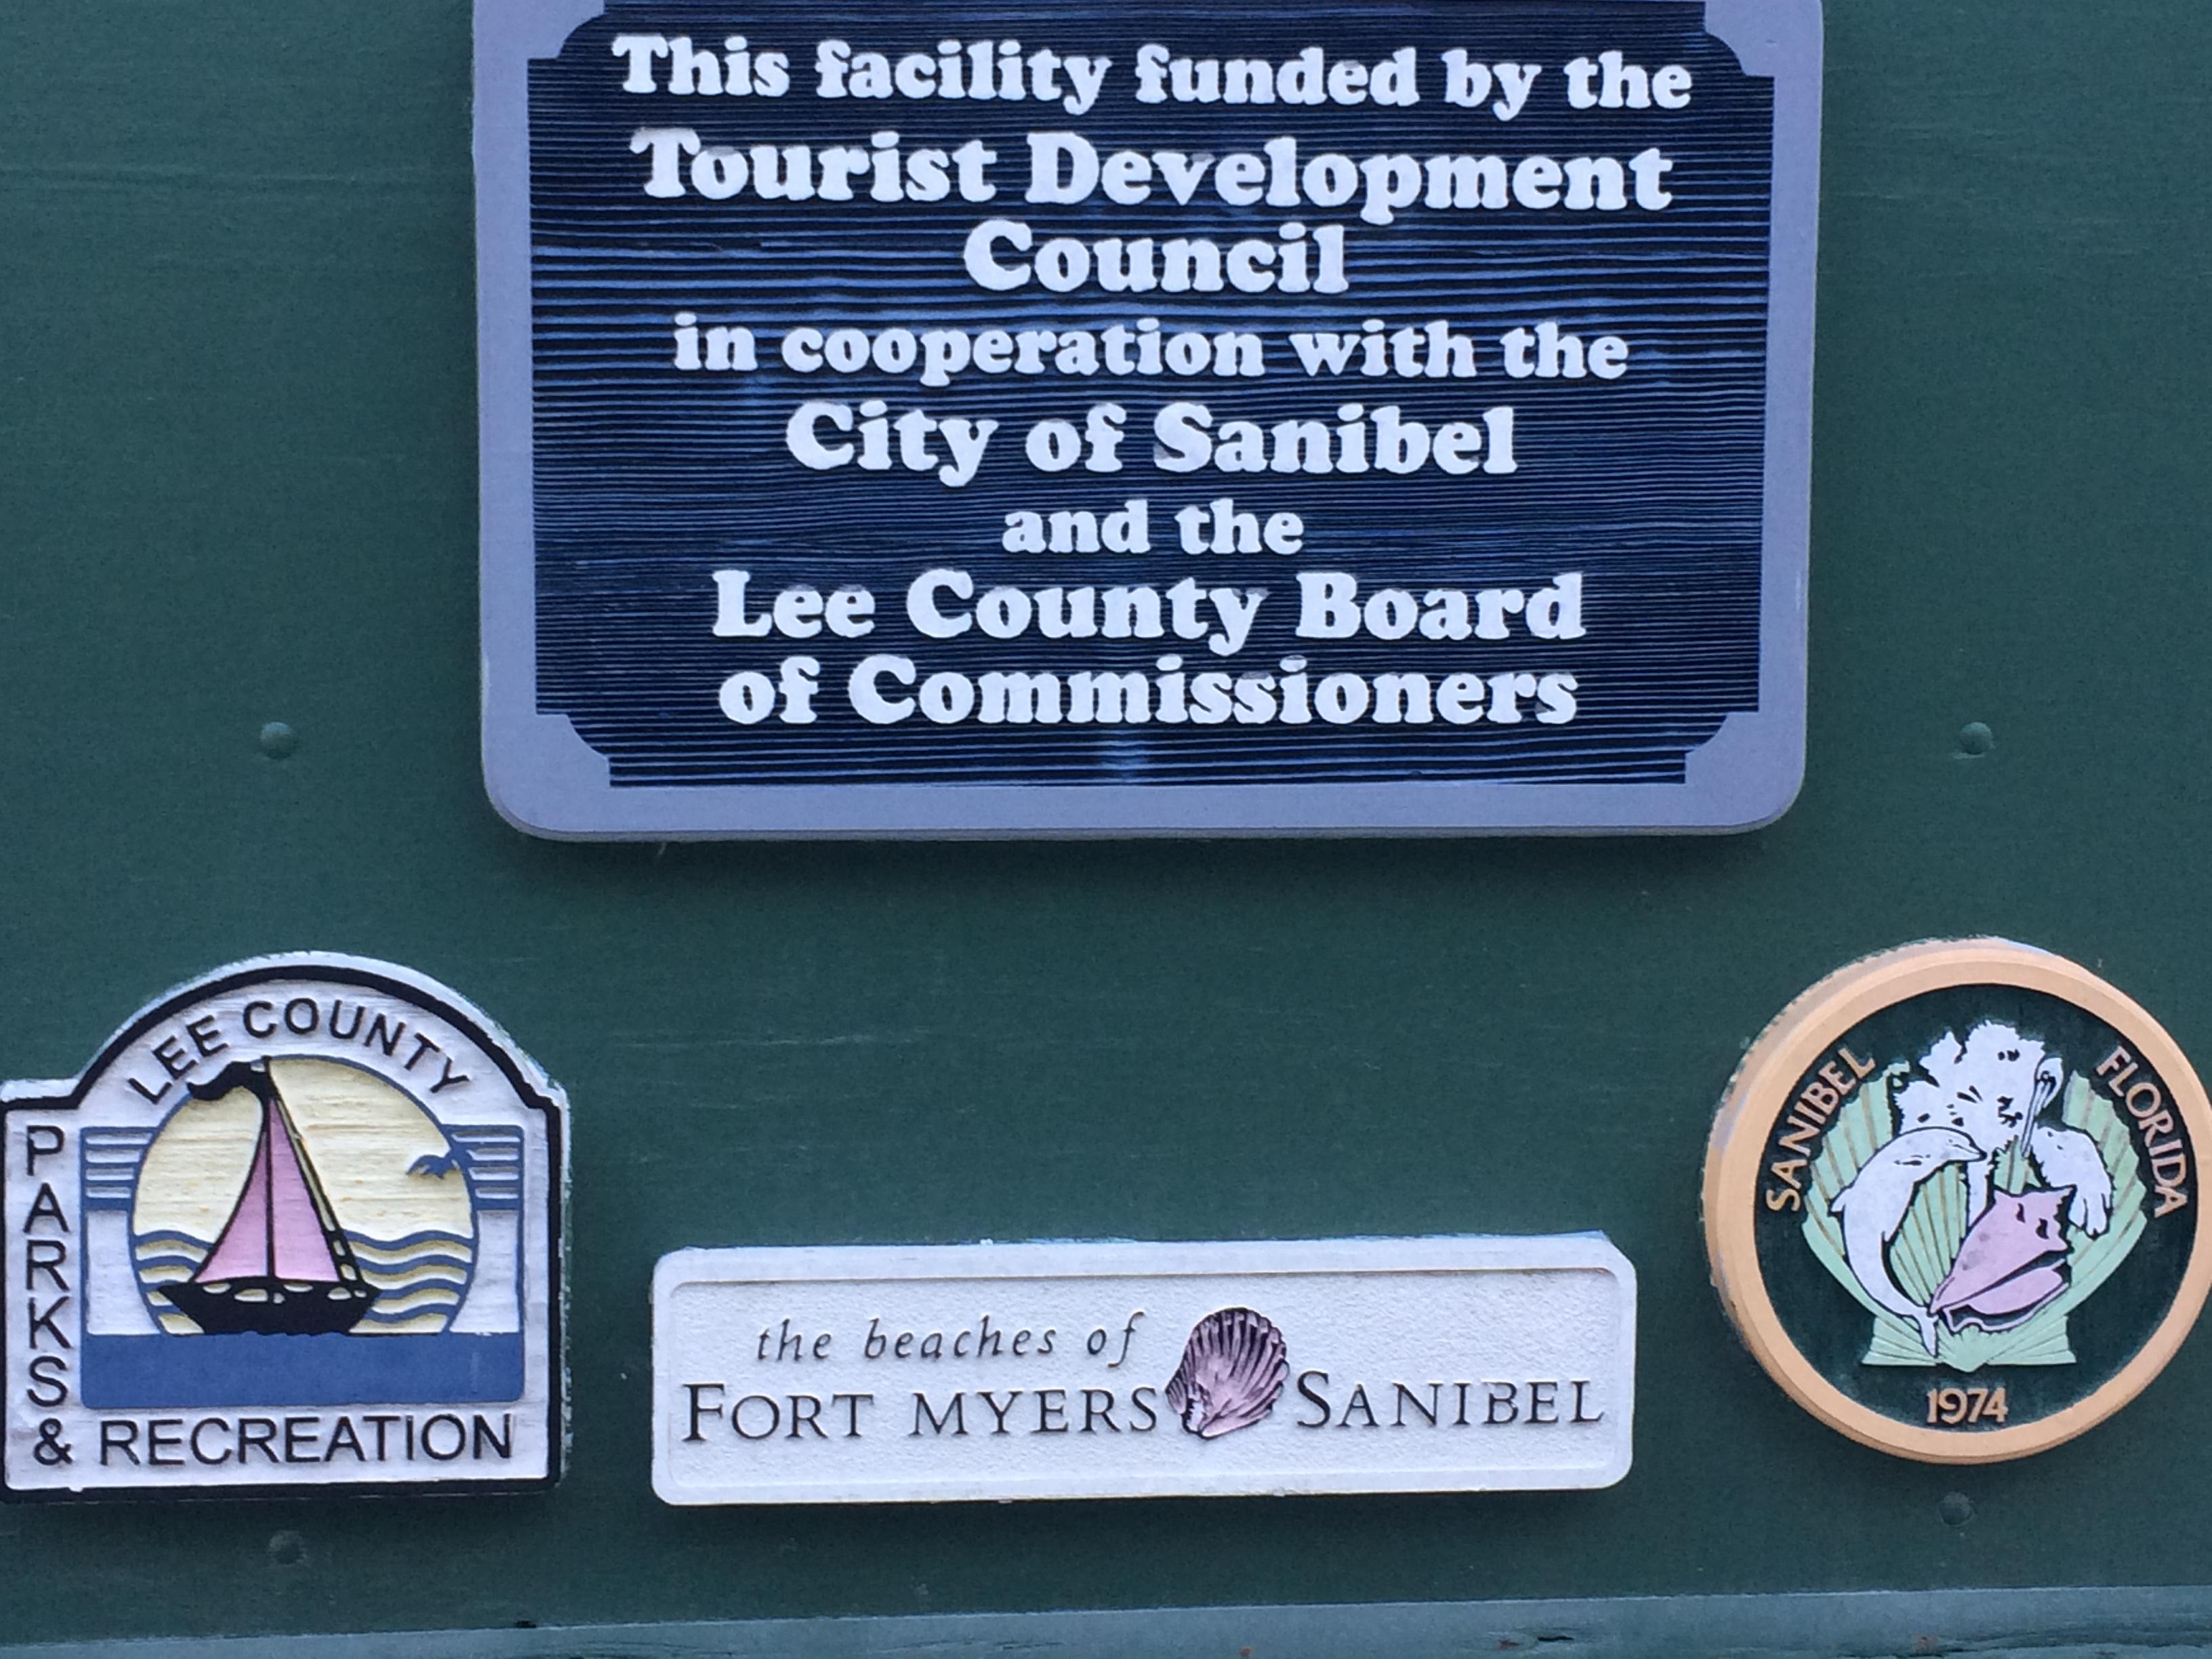 This facility funded by the
Tourist Development
Council
in cooperation with the
City of Sanibel
and the
Lee County Board
of Commissioners
LEE COUNTY
PARKS
& RECREATION
the beaches of
FORT MYERS SANIBEL
SANIBEL FLORIDA
1974